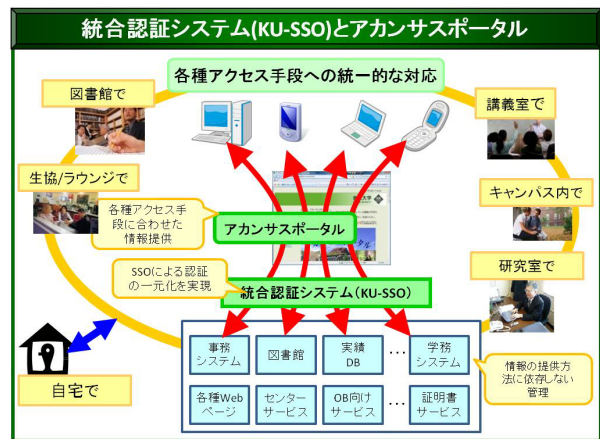 統合認証システム(KU-SSO)とアカンサスポータル
各種アクセス手段への統一的な対応
図書館で
講義室で
生協/ラウンジで
キャンパス内で
各種アクセス手
段に合わせた
情報提供
アカンサスポータル
研究室で
SSOによる認証
の一元化を実現
統合認証システム(KU-SSO)
事務
システム
図書館
実績
DB
…
学務
システム
情報の提供方
法に依存しない
管理
自宅で
各種Web
ページ
センター
サービス
OB向け
サービス
…
証明書
サービス